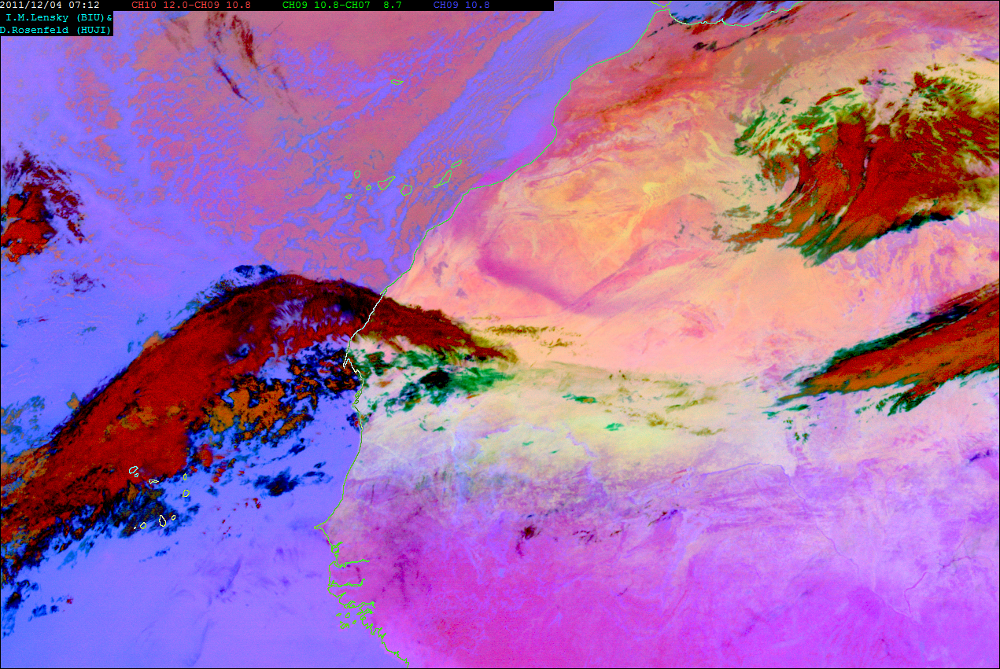 2011/12/04 07:12 CH10 12.0-CH09 10.8 CH09 10.8-CH07 8.7 CH09 10.8
I.M.Lensky (BIU)&
D.Rosenfeld (HUJI)